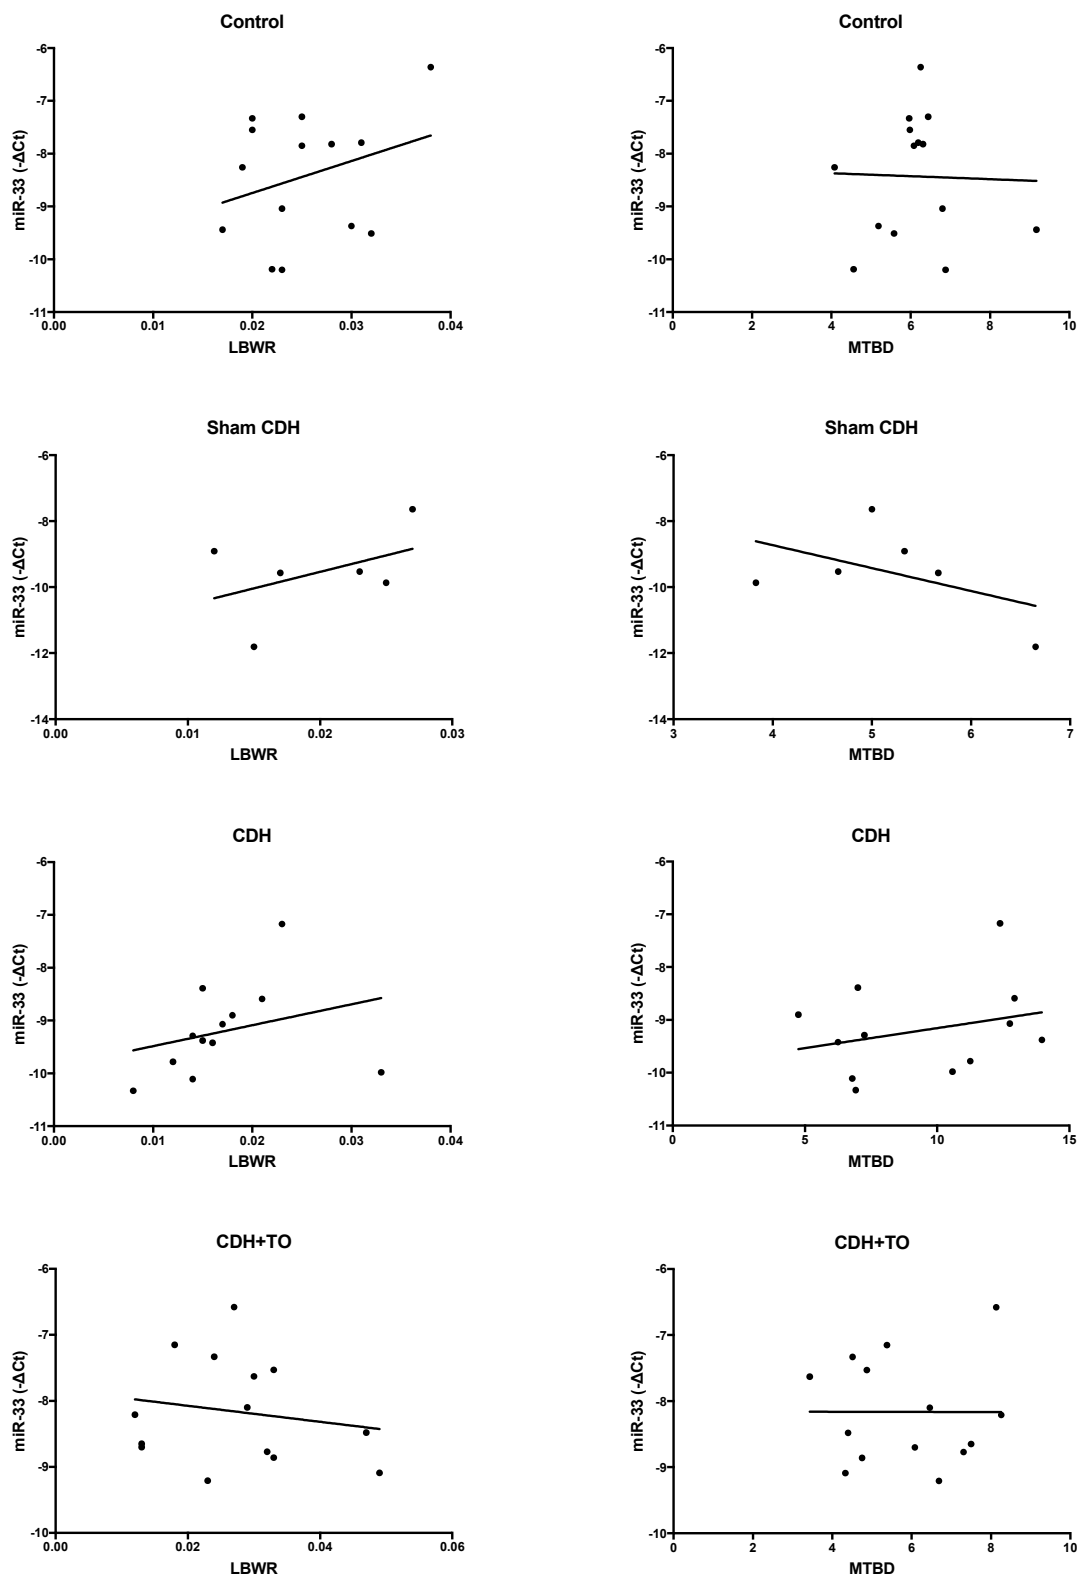 Control
-6
-7
-8
-9
-10
-11
miR-33 (-ΔCt)
0.00 0.01 0.02 0.03 0.04
LBWR
Control
-6
-7
-8
-9
-10
-11
miR-33 (-ΔCt)
0 2 4 6 8 10
MTBD
Sham CDH
-6
-8
-10
-12
-14
miR-33 (-ΔCt)
0.00 0.01 0.02 0.03
LBWR
Sham CDH
-6
-8
-10
-12
-14
miR-33 (-ΔCt)
3 4 5 6 7
MTBD
CDH
-6
-7
-8
-9
-10
-11
miR-33 (-ΔCt)
0.00 0.01 0.02 0.03 0.04
LBWR
CDH
-6
-7
-8
-9
-10
-11
miR-33 (-ΔCt)
0 5 10 15
MTBD
CDH+TO
-6
-7
-8
-9
-10
miR-33 (-ΔCt)
0.00 0.02 0.04 0.06
LBWR
CDH+TO
-6
-7
-8
-9
-10
miR-33 (-ΔCt)
0 2 4 6 8 10
MTBD